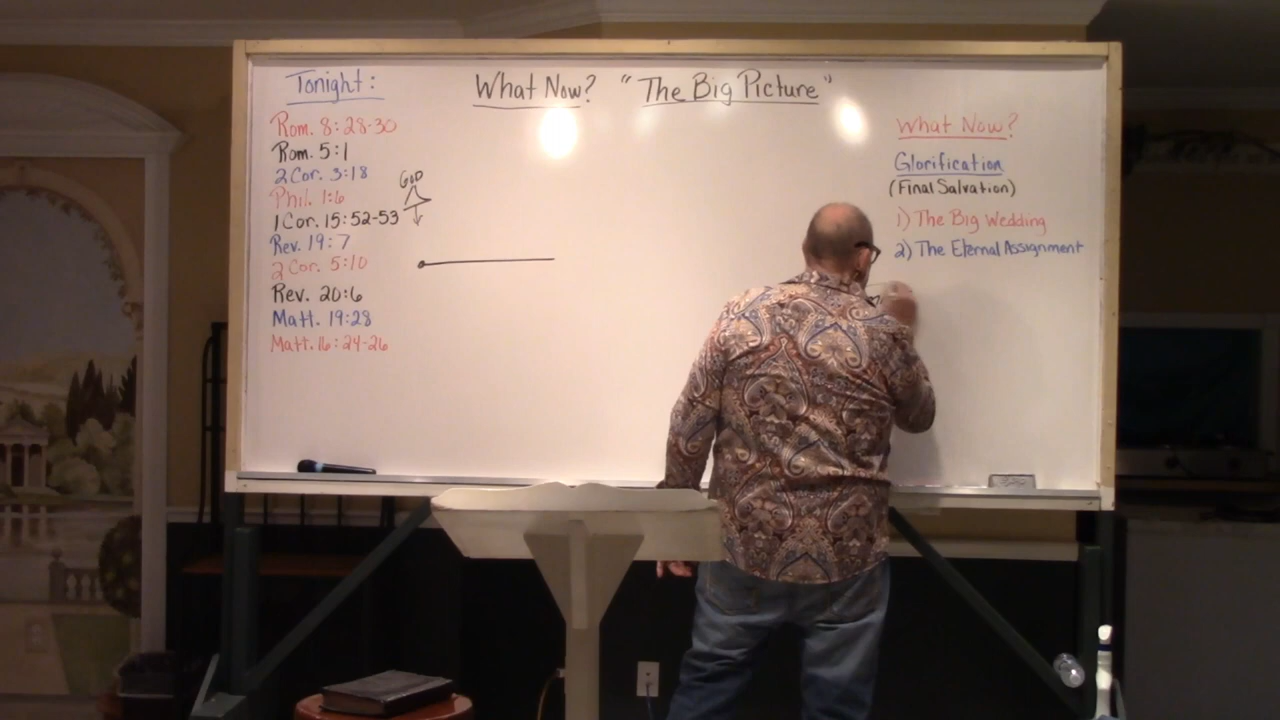 Tonight:
What Now? "The Big Picture"
Rom. 8:28-30
Rom. 5:1
2 Cor. 3:18
Phil. 1:6
1 Cor. 15:52-53
Rev. 19:7
2 Cor. 5:10
Rev. 20:6
Matt. 19:28
Matt. 16:24-26
GOD
What Now?
Glorification
(Final Salvation)
1) The Big Wedding
2) The Eternal Assignment